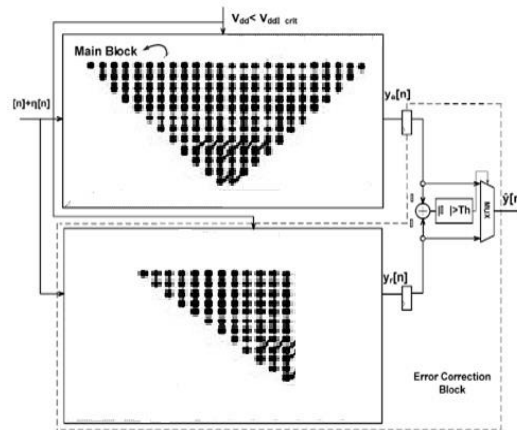 Vdd< Vdd crit
Main Block
[n]+η[n]
ya[n]
>Th
MUX
ŷ[n
yr[n]
Error Correction
Block